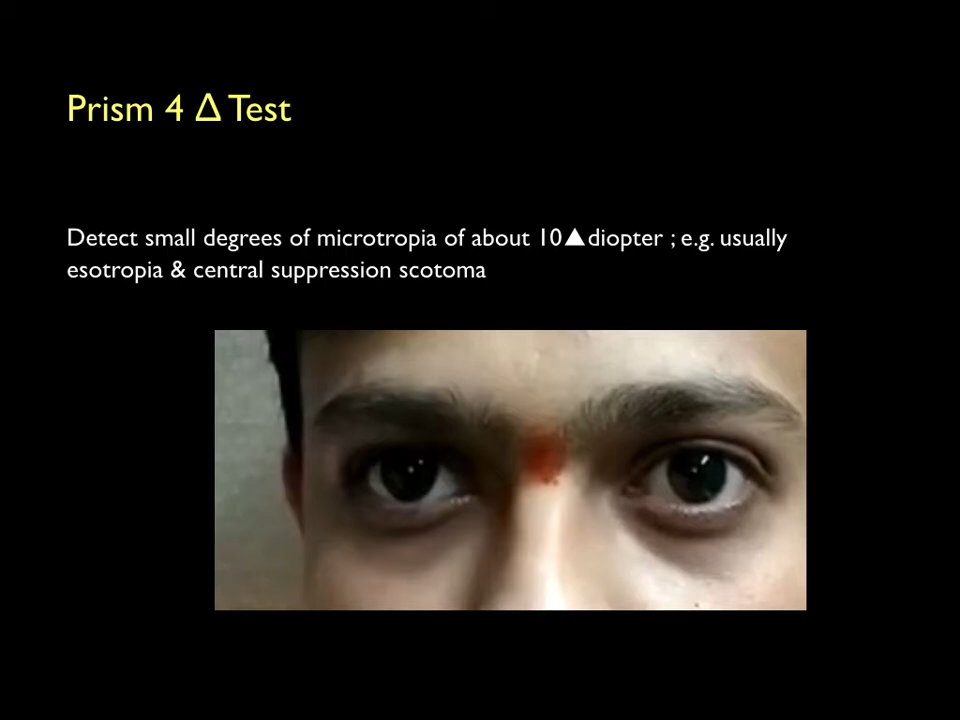 Prism 4 Δ Test
Detect small degrees of microtropia of about 10▲diopter ; e.g. usually
esotropia & central suppression scotoma